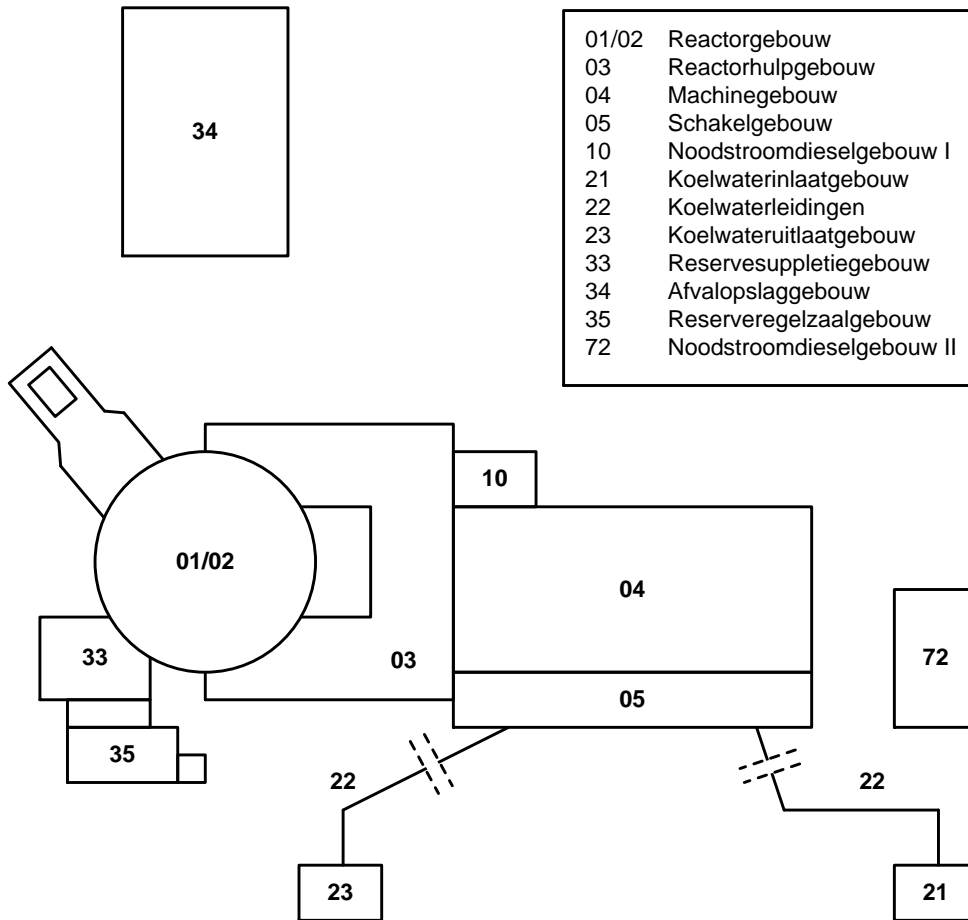 01/02 Reactorgebouw
03 Reactorhulpgebouw
04 Machinegebouw
05 Schakelgebouw
10 Noodstroomdieselgebouw I
21 Koelwaterinlaatgebouw
22 Koelwaterleidingen
23 Koelwateruitlaatgebouw
33 Reservesuppletiegebouw
34 Afvalopslaggebouw
35 Reserveregelzaalgebouw
72 Noodstroomdieselgebouw II
34
10
01/02
04
33
03
72
05
35
22
22
23
21